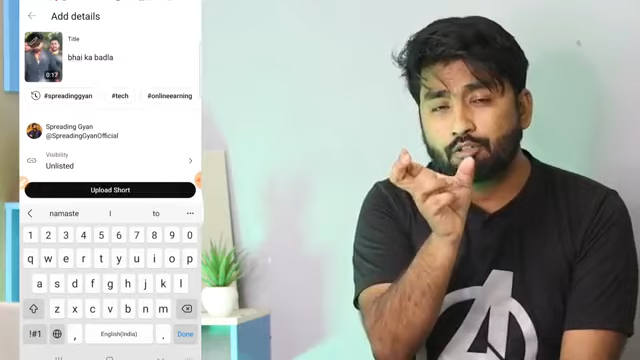 Add details
Title
bhai ka badla
0:17
#spreadinggyan #tech #onlineearning
Spreading Gyan
@SpreadingGyanOfficial
Visibility
Unlisted
Upload Short
namaste I to
1 2 3 4 5 6 7 8 9 0
q w e r t y u i o p
a s d f g h j k l
z x c v b n m
!#1 , English(India) . Done